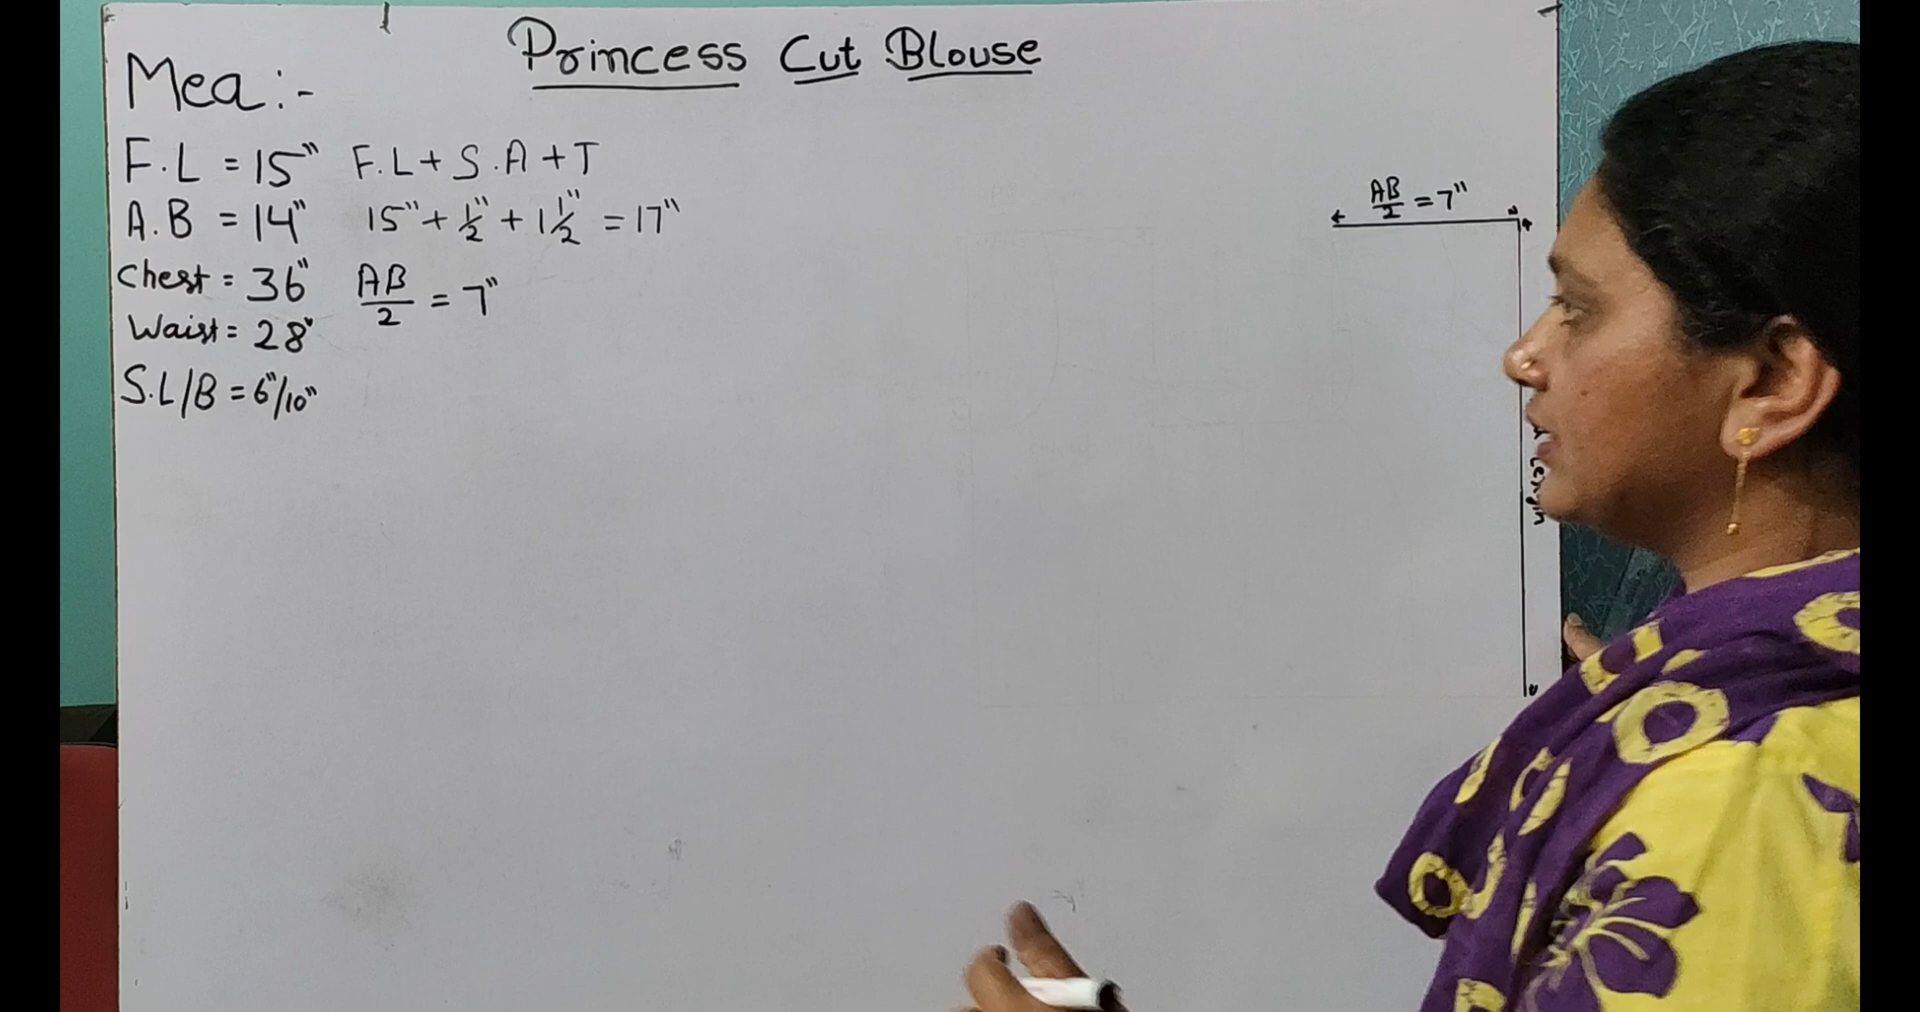 Princess Cut Blouse
Mea:-
F.L = 15" F.L + S.A + T
A.B = 14" 15" + 1/2" + 1 1/2" = 17"
Chest = 36" AB/2 = 7"
Waist = 28"
S.L/B = 6"/10"
AB/2 = 7"
Length